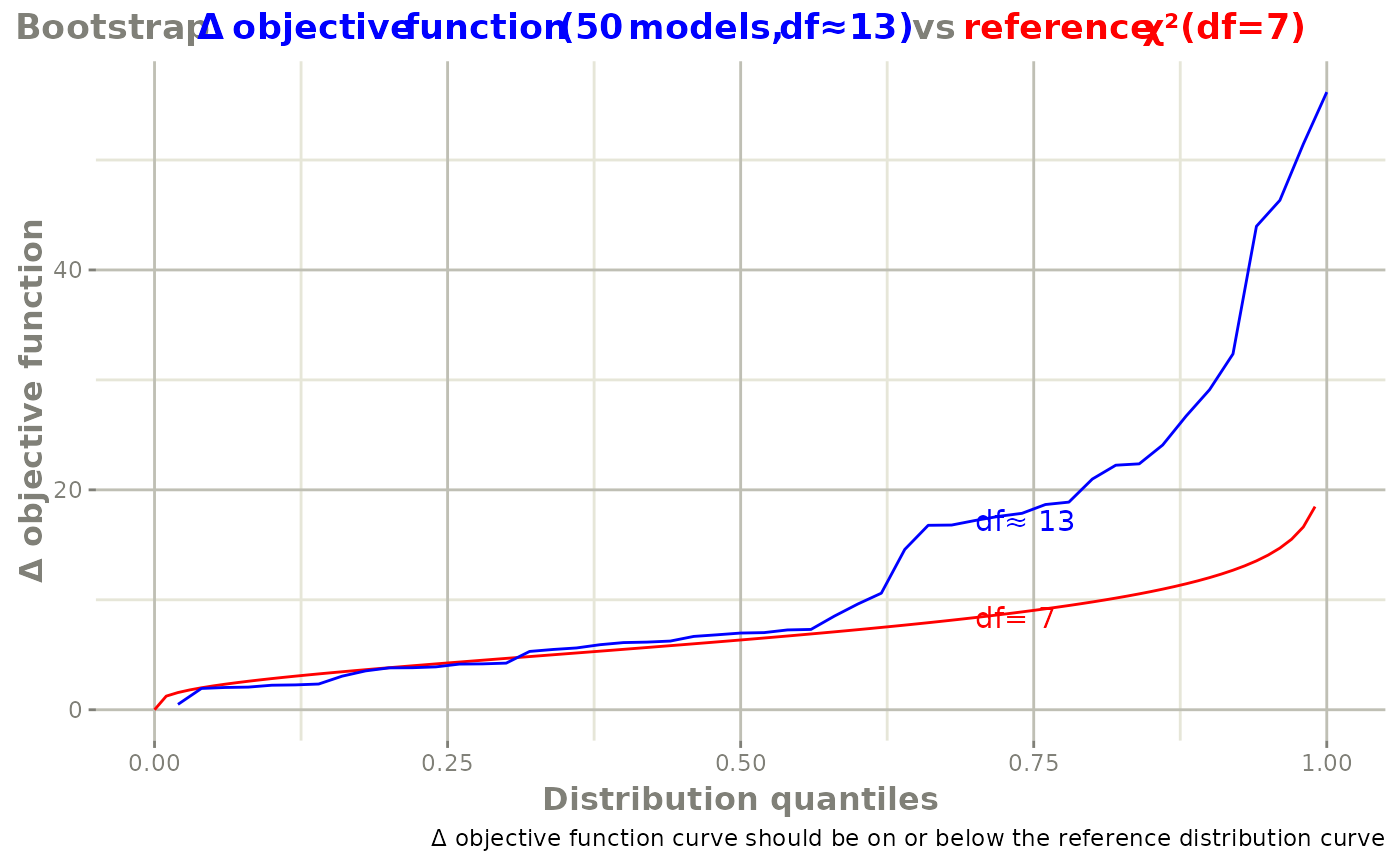 Bootstrap Δ objective function (50 models, df≈13) vs reference χ²(df=7)
Δ objective function
40
20
0
df≈ 13
df= 7
0.00 0.25 0.50 0.75 1.00
Distribution quantiles
Δ objective function curve should be on or below the reference distribution curve